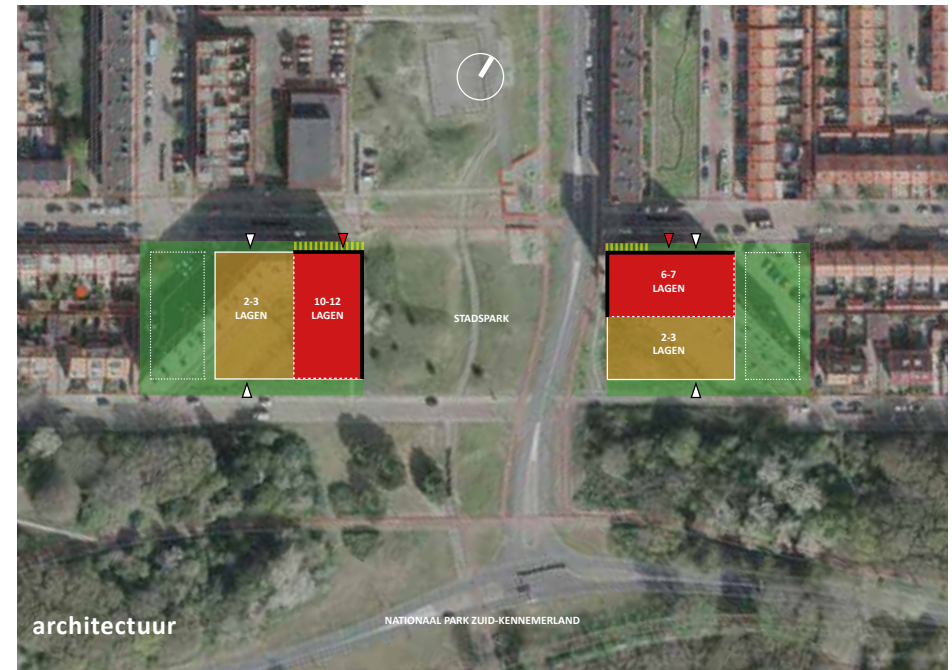 2-3
LAGEN
10-12
LAGEN
6-7
LAGEN
2-3
LAGEN
STADSPARK
architectuur
NATIONAAL PARK ZUID-KENNEMERLAND